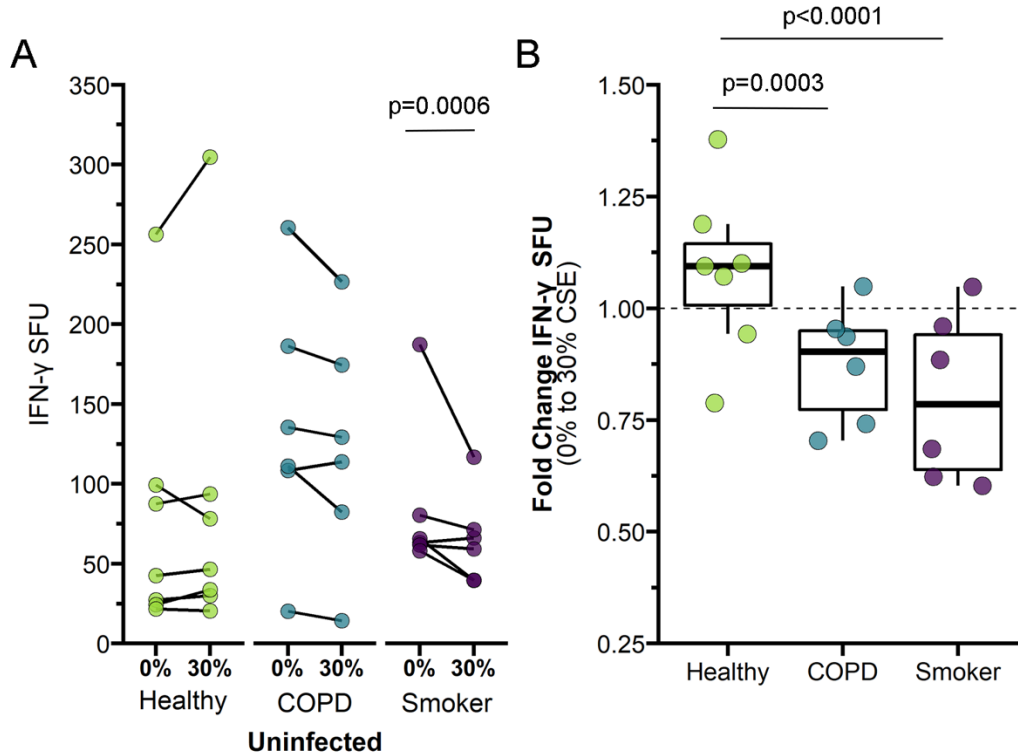 A
IFN-γ SFU
350
300
250
200
150
100
50
0
p=0.0006
0% 30% 0% 30% 0% 30%
Healthy COPD Smoker
Uninfected
B
p<0.0001
p=0.0003
Fold Change IFN-γ SFU
(0% to 30% CSE)
1.50
1.25
1.00
0.75
0.50
0.25
Healthy COPD Smoker